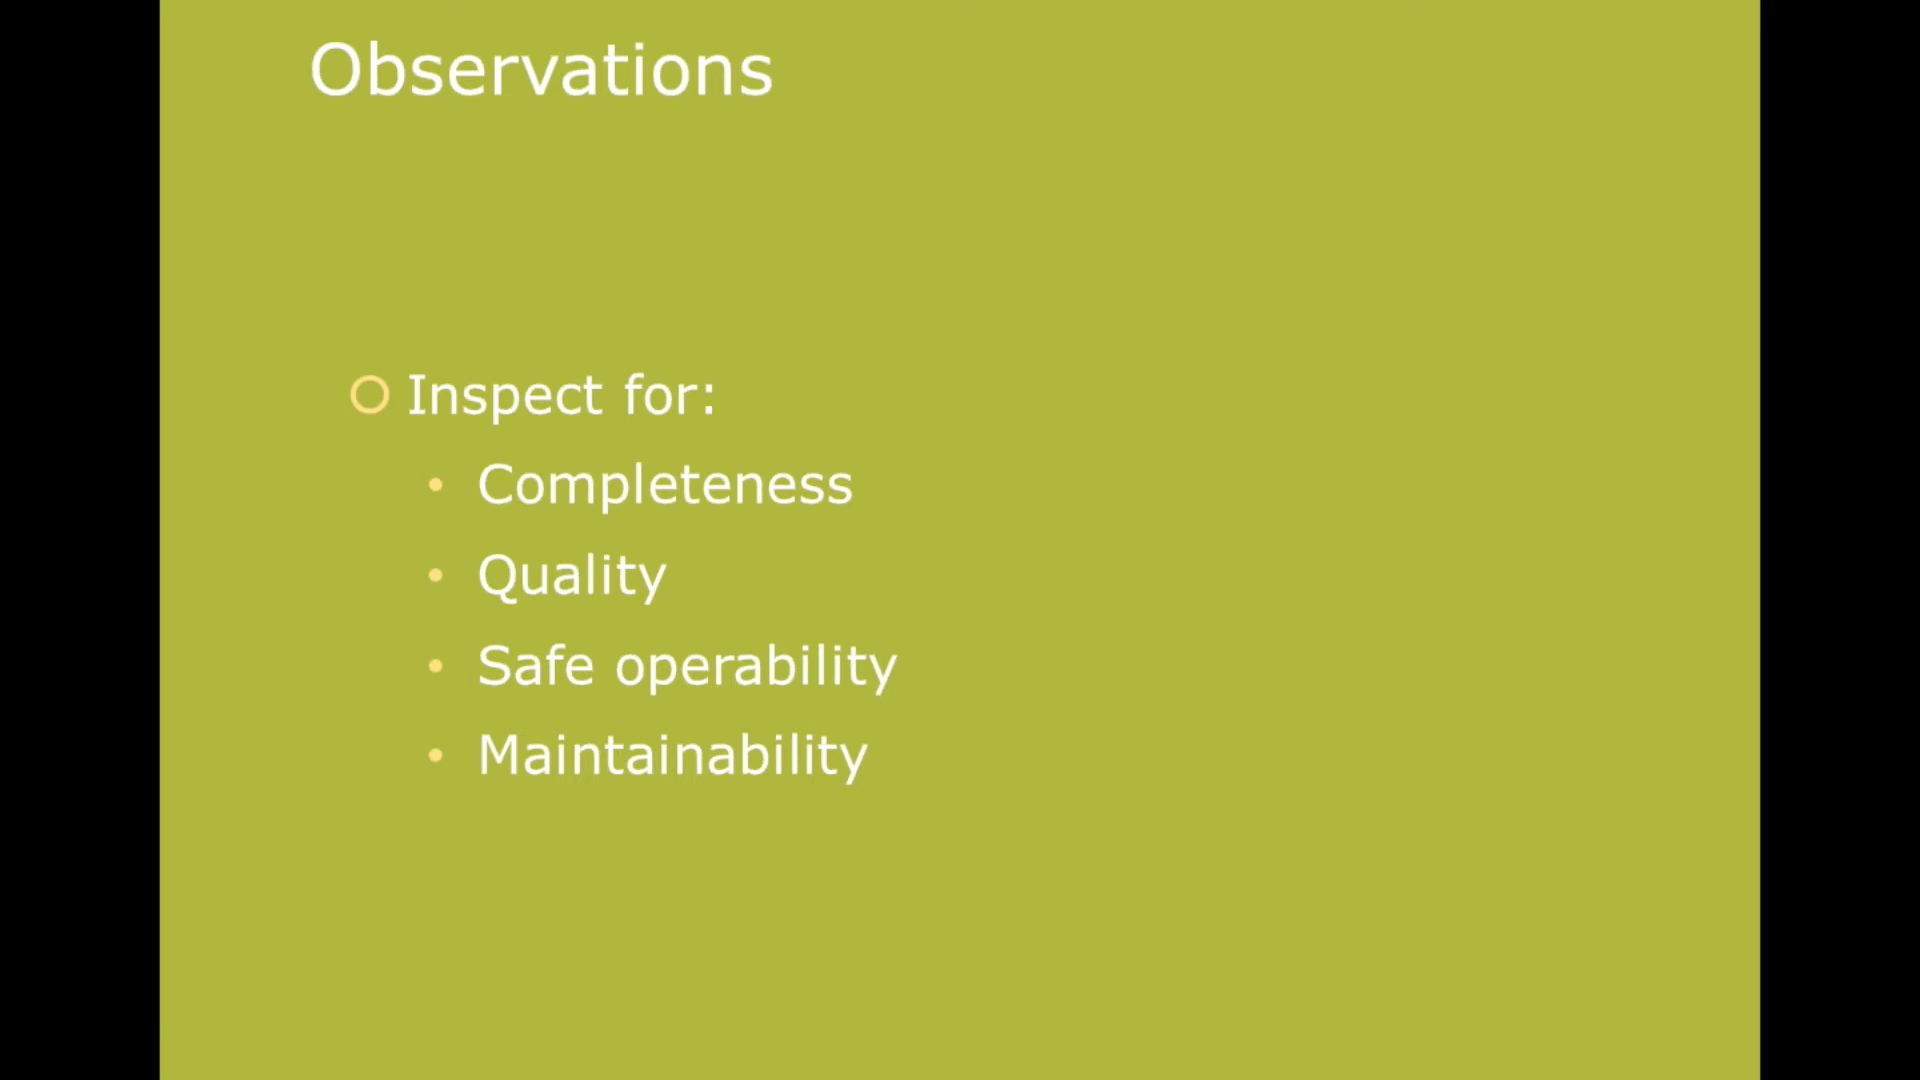 Observations
Inspect for:
• Completeness
• Quality
• Safe operability
• Maintainability